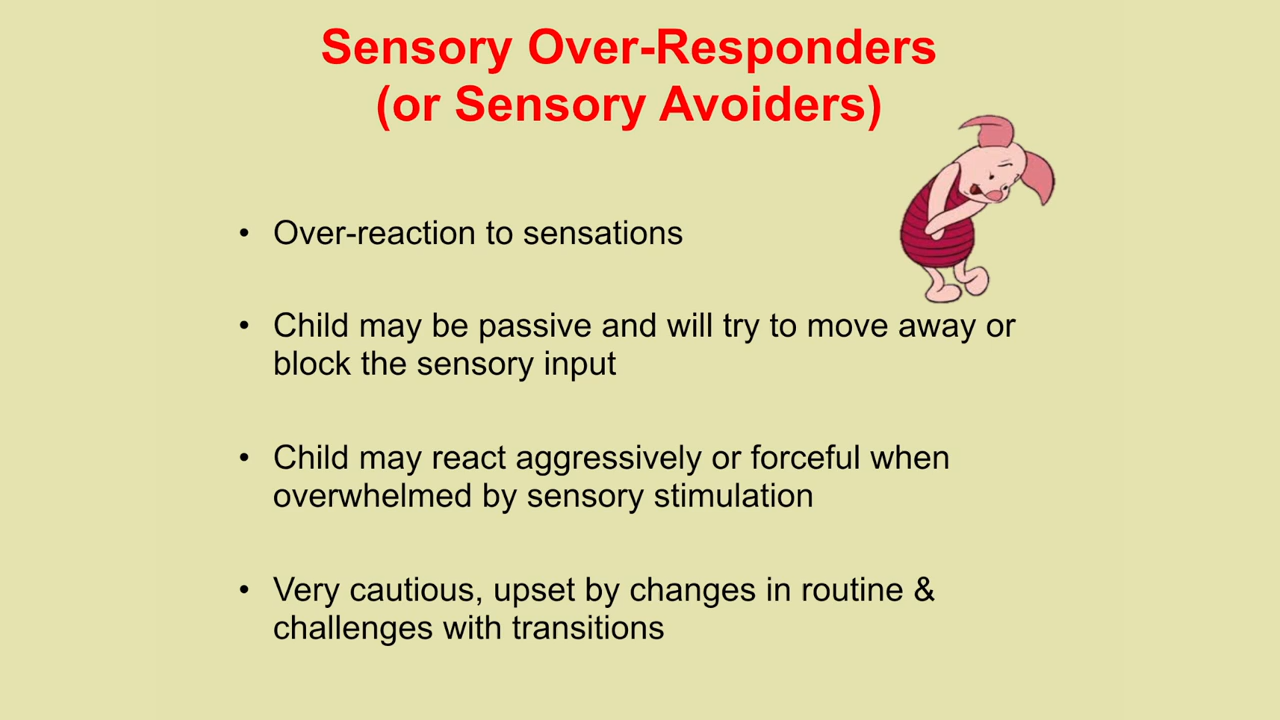 Sensory Over-Responders
(or Sensory Avoiders)
• Over-reaction to sensations
• Child may be passive and will try to move away or
block the sensory input
• Child may react aggressively or forceful when
overwhelmed by sensory stimulation
• Very cautious, upset by changes in routine &
challenges with transitions